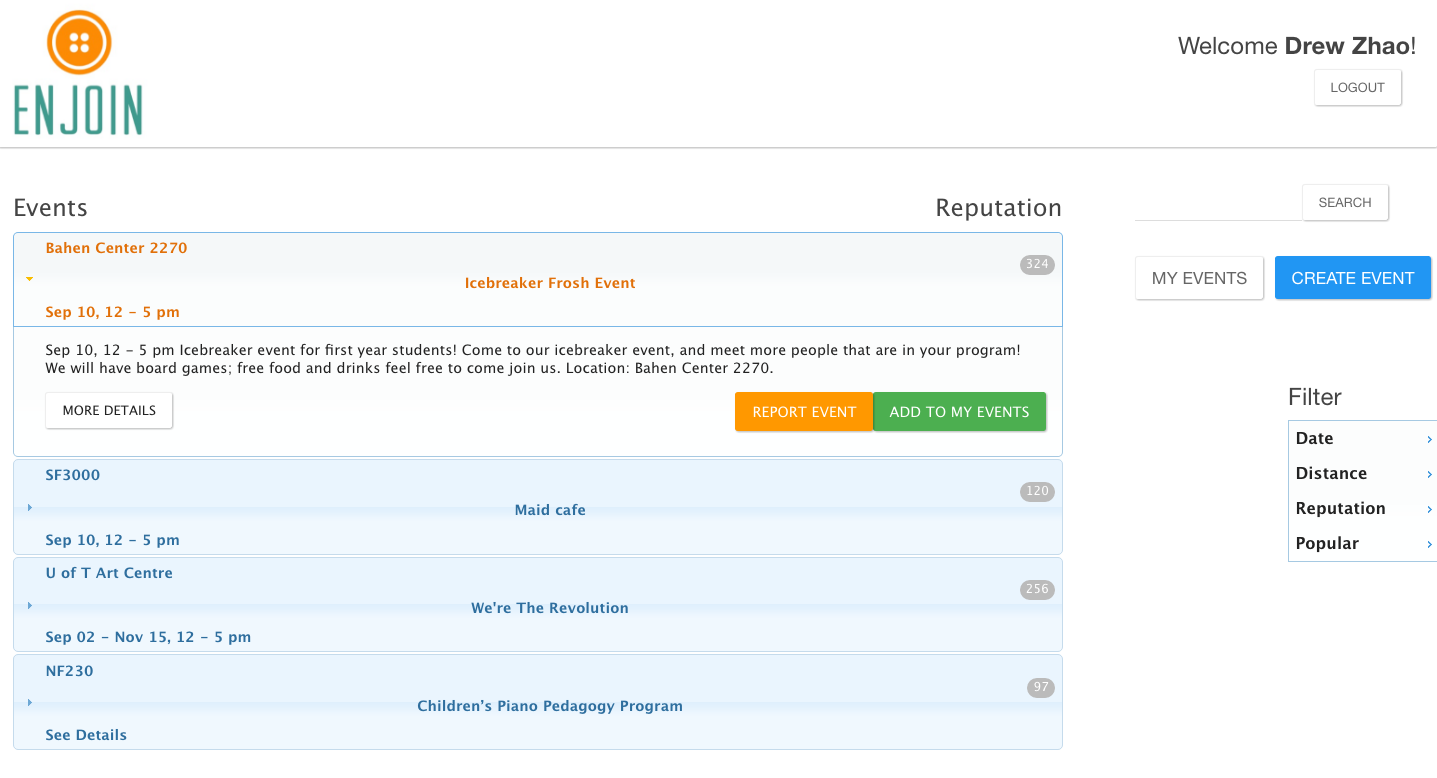 ENJOIN
Welcome Drew Zhao!
LOGOUT
Events
Reputation
SEARCH
Bahen Center 2270
324
Icebreaker Frosh Event
Sep 10, 12 - 5 pm
MY EVENTS
CREATE EVENT
Sep 10, 12 - 5 pm Icebreaker event for first year students! Come to our icebreaker event, and meet more people that are in your program!
We will have board games; free food and drinks feel free to come join us. Location: Bahen Center 2270.
MORE DETAILS
REPORT EVENT
ADD TO MY EVENTS
Filter
Date
Distance
Reputation
Popular
SF3000
120
Maid cafe
Sep 10, 12 - 5 pm
U of T Art Centre
256
We're The Revolution
Sep 02 - Nov 15, 12 - 5 pm
NF230
97
Children's Piano Pedagogy Program
See Details